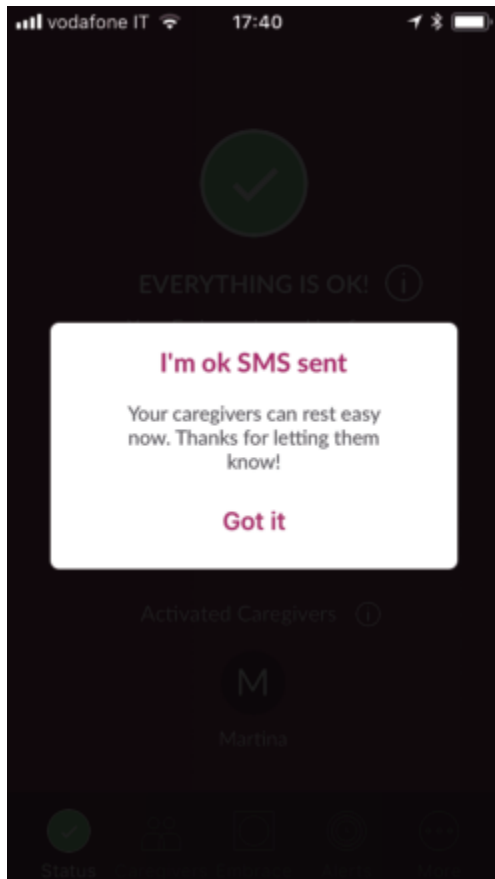 vodafone IT 17:40
EVERYTHING IS OK!
I'm ok SMS sent
Your caregivers can rest easy
now. Thanks for letting them
know!
Got it
Activated Caregivers
M
Martina
Status